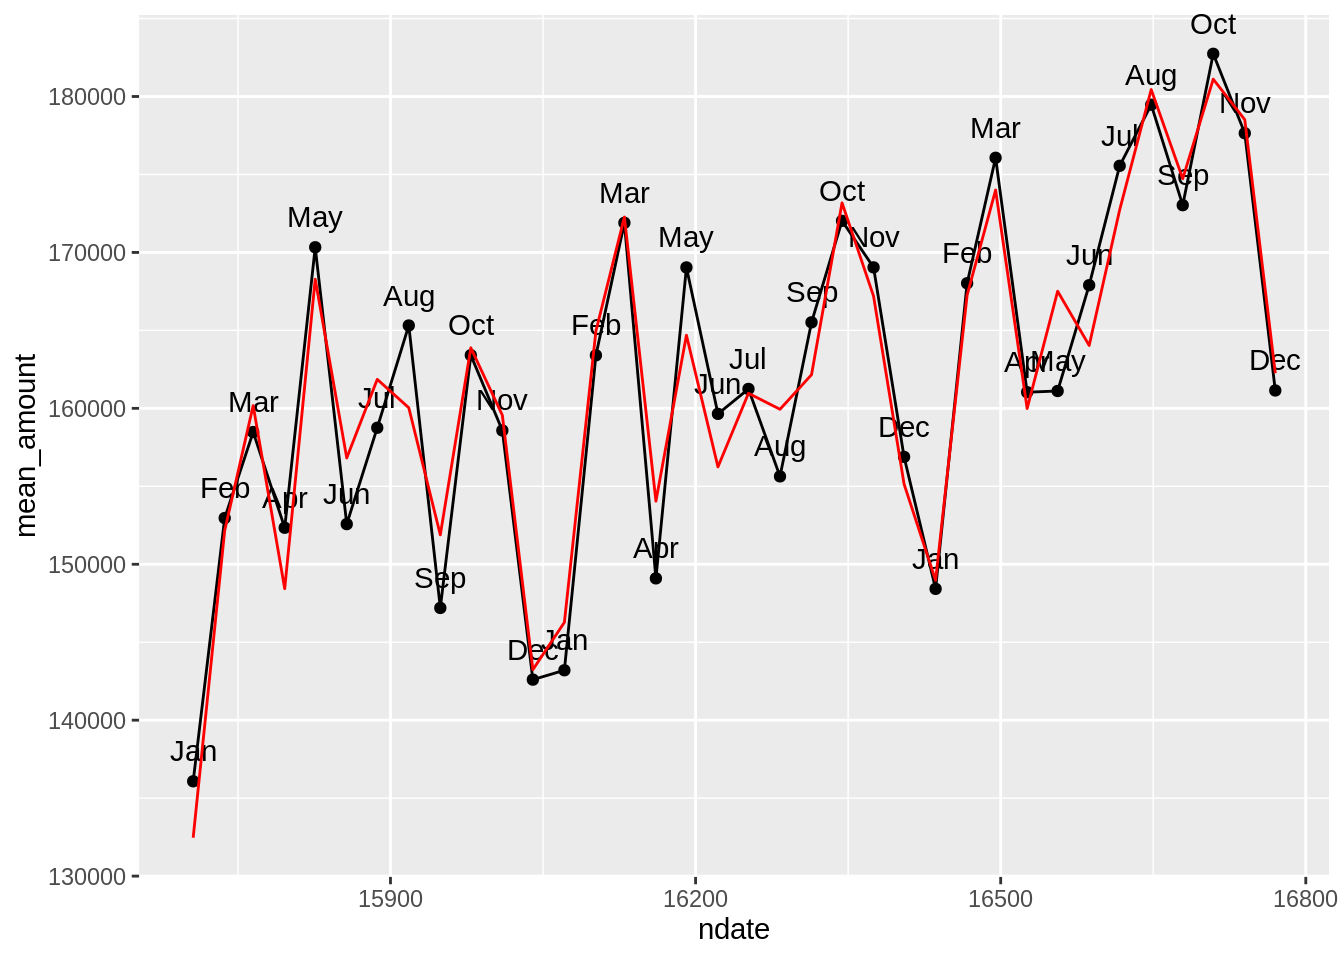 Oct
Aug
Nov
180000
Mar
Jul
Sep
Mar
Oct
May
May
Nov
170000
Feb
Jun
Aug
Sep
Oct
Feb
Jul
Apr
May
Dec
Jun
Mar
Jul
Nov
160000
Dec
Aug
Feb
Apr
Jun
Apr
150000
Jan
Sep
Dec
Jan
140000
Jan
130000
mean_amount
15900
16200
16500
16800
ndate